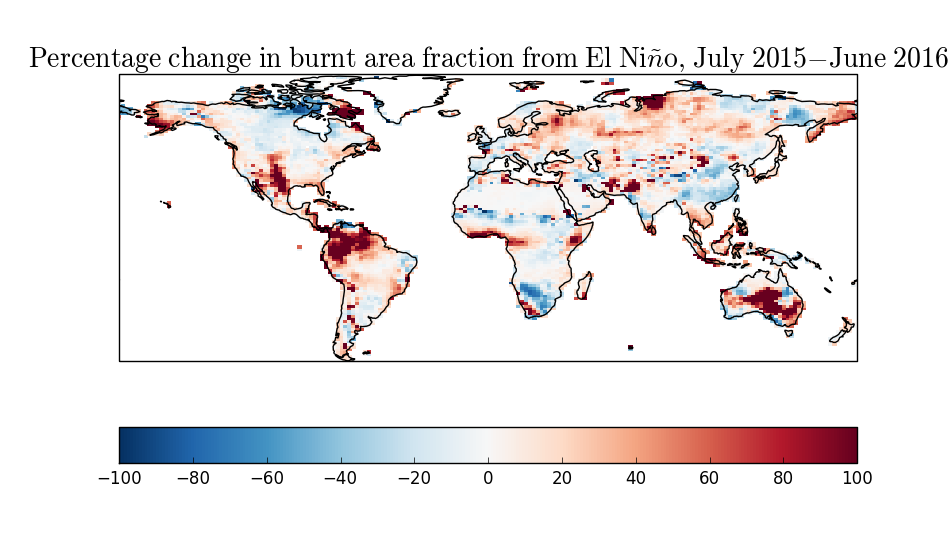 Percentage change in burnt area fraction from El Niño, July 2015−June 2016
−100 −80 −60 −40 −20 0 20 40 60 80 100